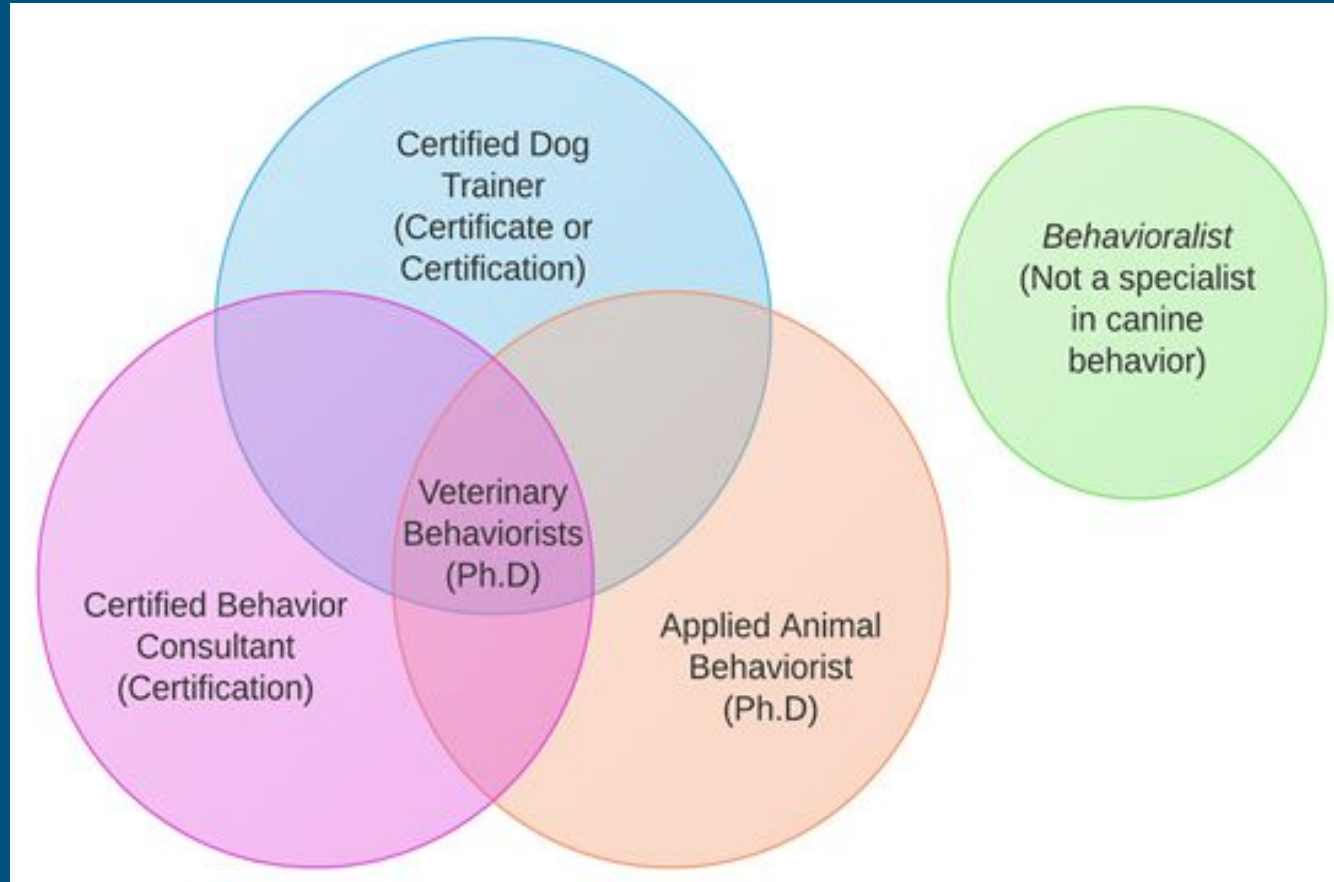 Certified Dog
Trainer
(Certificate or
Certification)
Behavioralist
(Not a specialist
in canine
behavior)
Veterinary
Behaviorists
(Ph.D)
Certified Behavior
Consultant
(Certification)
Applied Animal
Behaviorist
(Ph.D)